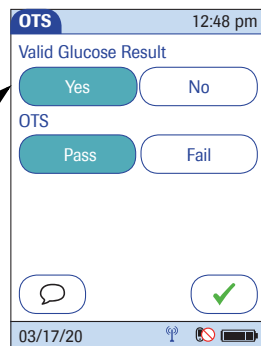 OTS 12:48 pm
Valid Glucose Result
Yes No
OTS
Pass Fail
03/17/20